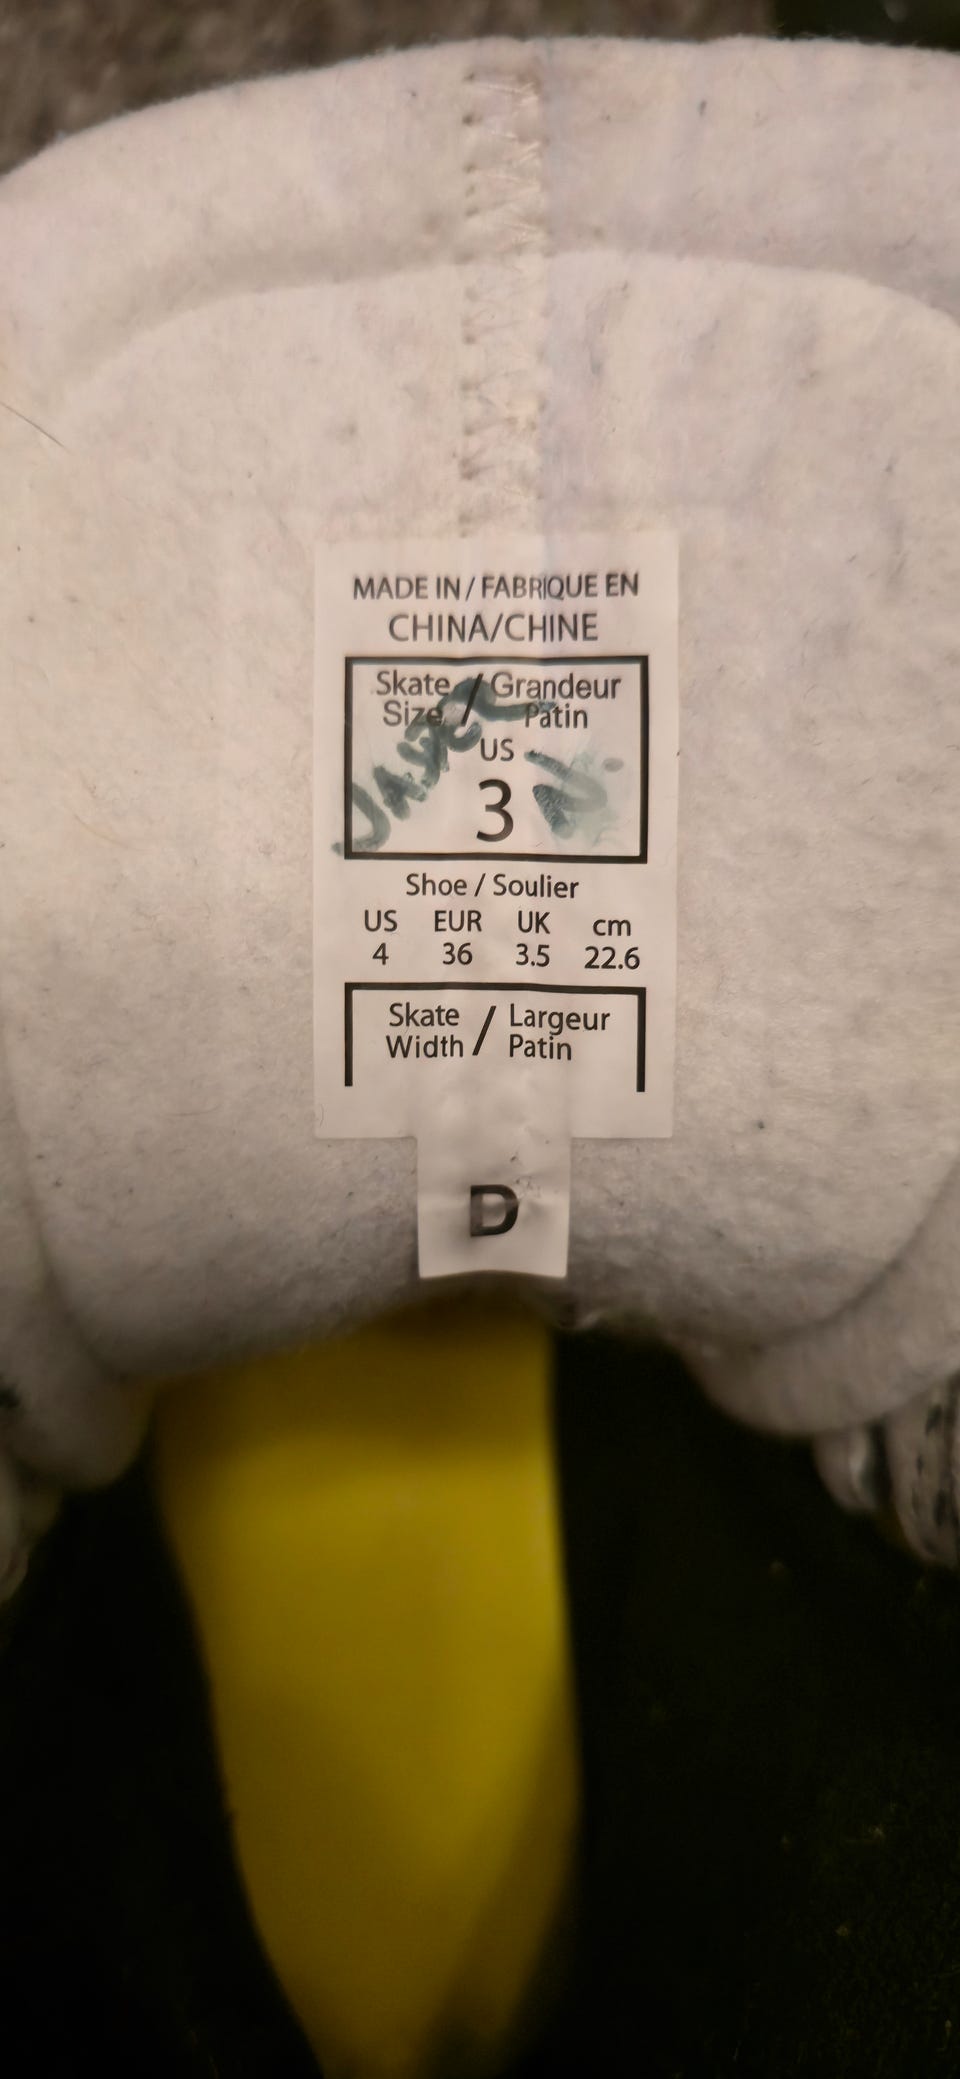 MADE IN / FABRIQUE EN
CHINA/CHINE
Skate / Grandeur
Size Patin
US
3
Shoe / Soulier
US EUR UK cm
4 36 3.5 22.6
Skate / Largeur
Width Patin
D